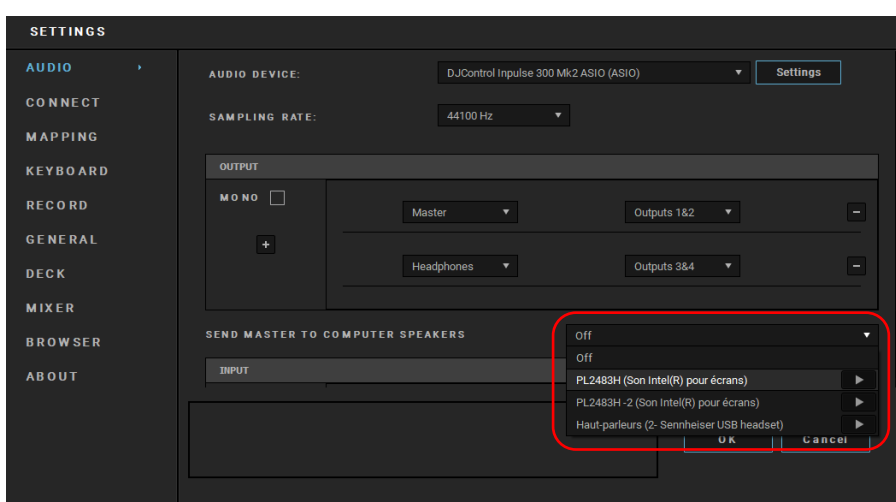 SETTINGS
AUDIO
CONNECT
MAPPING
KEYBOARD
RECORD
GENERAL
DECK
MIXER
BROWSER
ABOUT
AUDIO DEVICE: DJControl Inpulse 300 Mk2 ASIO (ASIO) Settings
SAMPLING RATE: 44100 Hz
OUTPUT
MONO
Master Outputs 1&2
+
Headphones Outputs 3&4
SEND MASTER TO COMPUTER SPEAKERS Off
Off
INPUT
PL2483H (Son Intel(R) pour écrans)
PL2483H -2 (Son Intel(R) pour écrans)
Haut-parleurs (2- Sennheiser USB headset)
OK Cancel